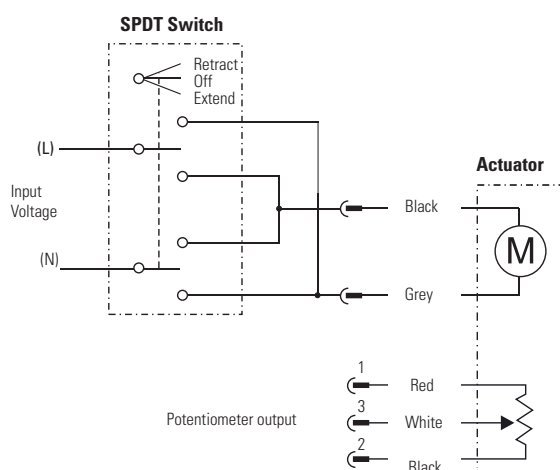 SPDT Switch
Retract
Off
Extend
(L)
Input
Voltage
(N)
Actuator
Black
M
Grey
1
Red
3
White
Potentiometer output
2
Black